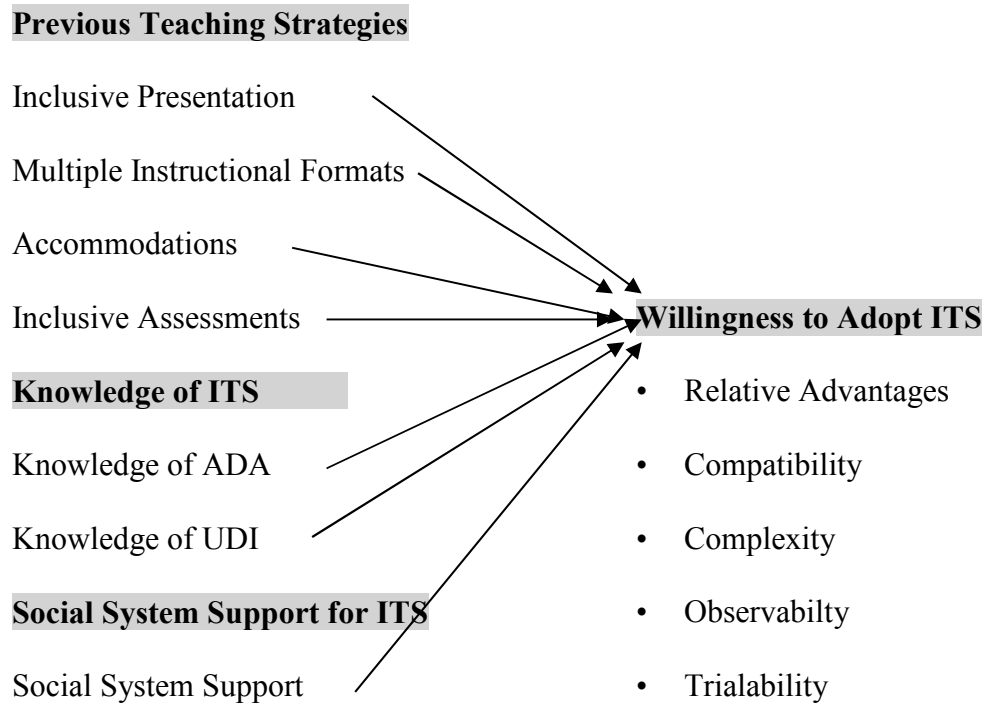 Previous Teaching Strategies
Inclusive Presentation
Multiple Instructional Formats
Accommodations
Inclusive Assessments
Knowledge of ITS
Knowledge of ADA
Knowledge of UDI
Social System Support for ITS
Social System Support
Willingness to Adopt ITS
• Relative Advantages
• Compatibility
• Complexity
• Observabilty
• Trialability